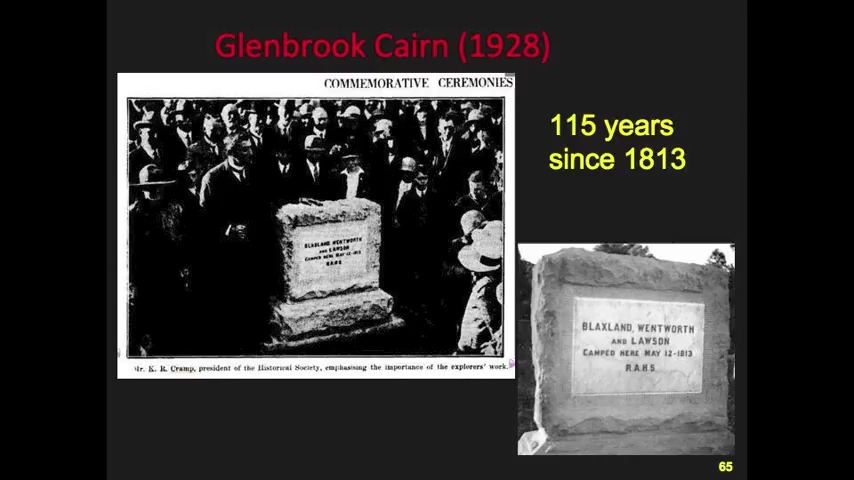 Glenbrook Cairn (1928)
COMMEMORATIVE CEREMONIES
BLAXLAND, WENTWORTH
AND LAWSON
CAMPED HERE MAY 12-1813
R.A.H.S.
Mr. K. R. Cramp, president of the Historical Society, emphasising the importance of the explorers' work.
115 years
since 1813
BLAXLAND, WENTWORTH
AND LAWSON
CAMPED HERE MAY 12-1813
R.A.H.S.
65